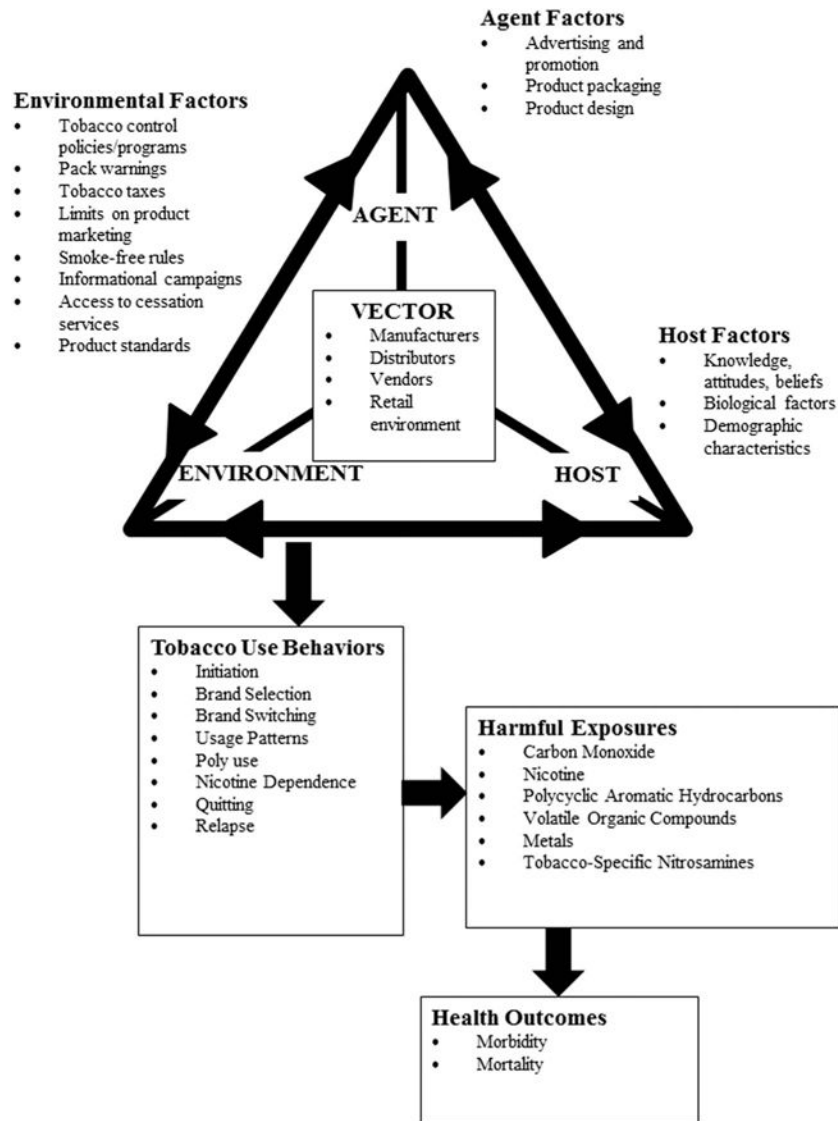 Agent Factors
• Advertising and
promotion
• Product packaging
• Product design
Environmental Factors
• Tobacco control
policies/programs
• Pack warnings
• Tobacco taxes
• Limits on product
marketing
• Smoke-free rules
• Informational campaigns
• Access to cessation
services
• Product standards
AGENT
VECTOR
• Manufacturers
• Distributors
• Vendors
• Retail
environment
Host Factors
• Knowledge,
attitudes, beliefs
• Biological factors
• Demographic
characteristics
ENVIRONMENT
HOST
Tobacco Use Behaviors
• Initiation
• Brand Selection
• Brand Switching
• Usage Patterns
• Poly use
• Nicotine Dependence
• Quitting
• Relapse
Harmful Exposures
• Carbon Monoxide
• Nicotine
• Polycyclic Aromatic Hydrocarbons
• Volatile Organic Compounds
• Metals
• Tobacco-Specific Nitrosamines
Health Outcomes
• Morbidity
• Mortality